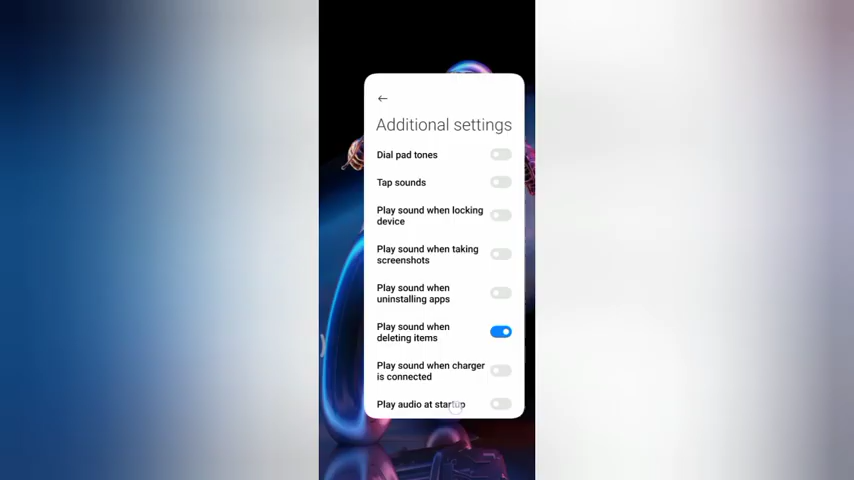 Additional settings
Dial pad tones
Tap sounds
Play sound when locking
device
Play sound when taking
screenshots
Play sound when
uninstalling apps
Play sound when
deleting items
Play sound when charger
is connected
Play audio at startup